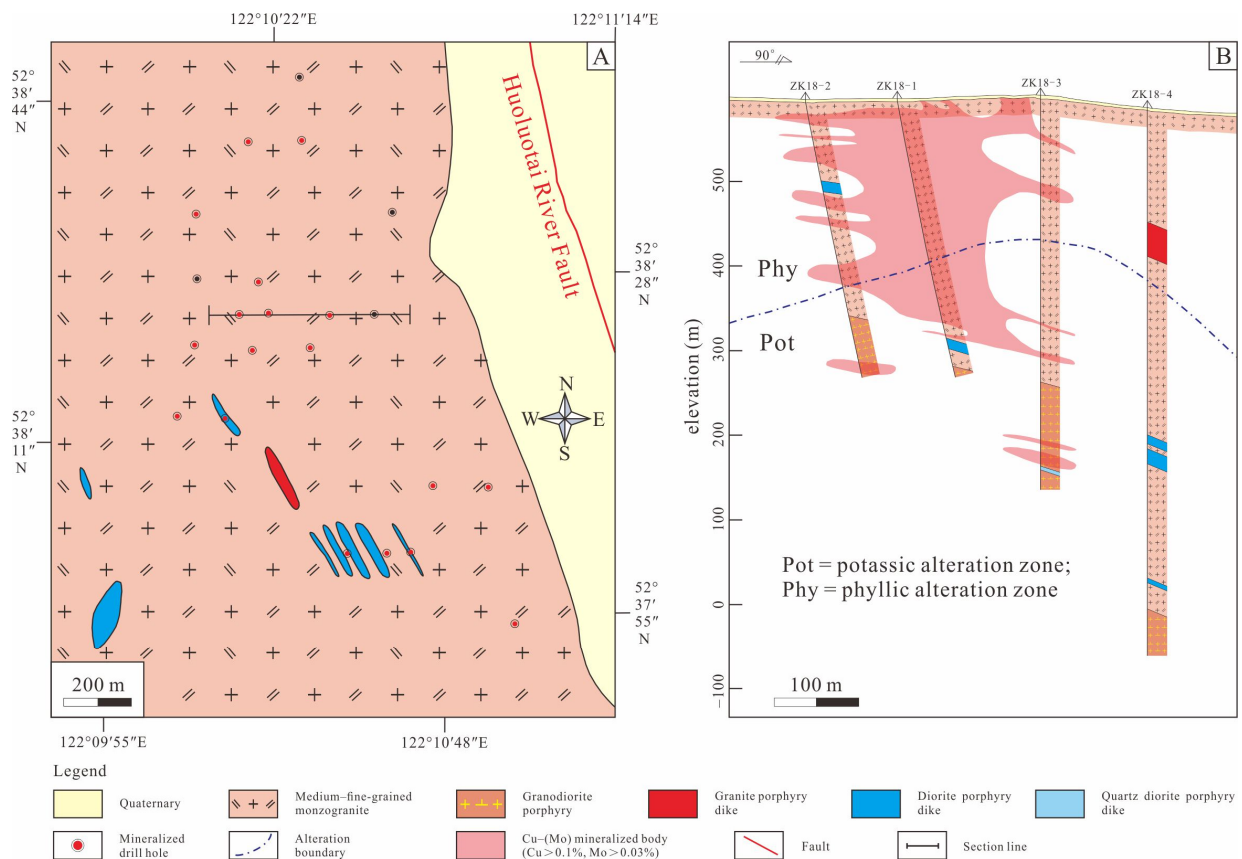 122°10′22″E
122°11′14″E
A
52°
38′
44″
N
Huoluotai River Fault
52°
38′
28″
N
N
W
E
S
52°
38′
11″
N
52°
37′
55″
N
200 m
122°09′55″E
122°10′48″E
B
90°
ZK18-2
ZK18-1
ZK18-3
ZK18-4
elevation (m)
500
400
300
200
100
0
−100
Phy
Pot
Pot = potassic alteration zone;
Phy = phyllic alteration zone
100 m
Legend
Quaternary
Medium–fine-grained
monzogranite
Granodiorite
porphyry
Granite porphyry
dike
Diorite porphyry
dike
Quartz diorite porphyry
dike
Mineralized
drill hole
Alteration
boundary
Cu–(Mo) mineralized body
(Cu > 0.1%, Mo > 0.03%)
Fault
Section line